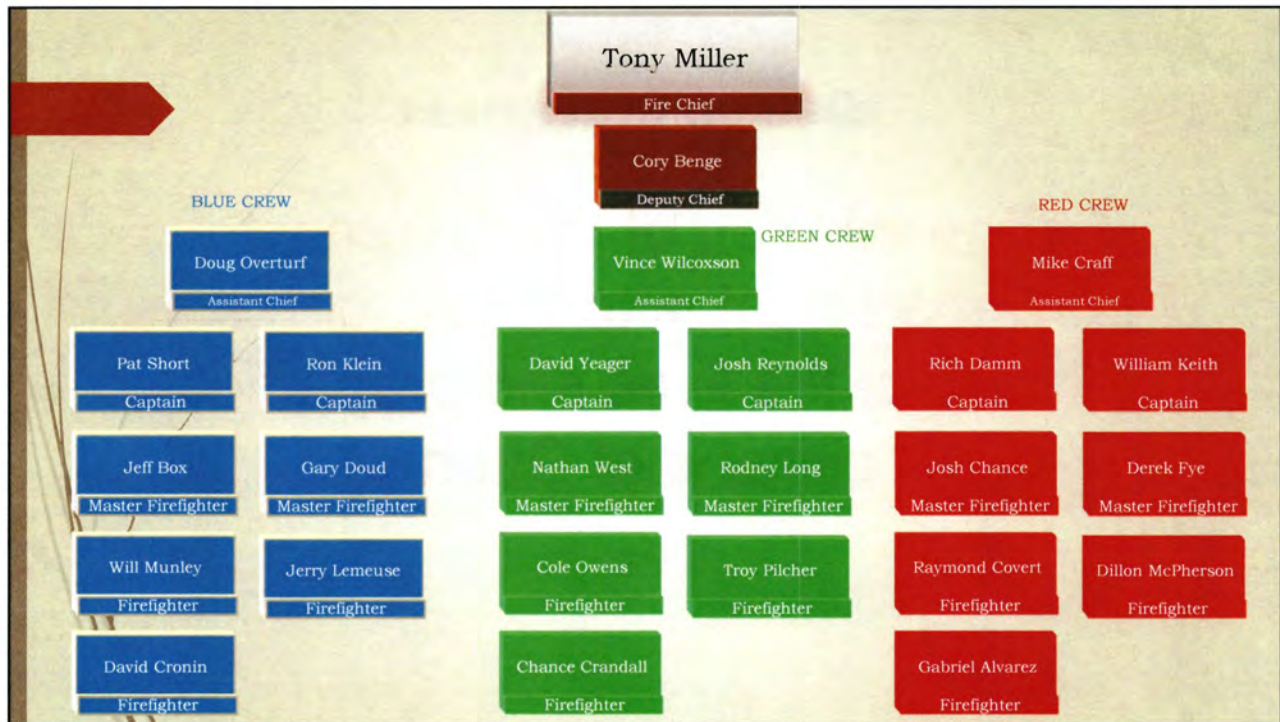 Tony Miller
Fire Chief
Cory Benge
Deputy Chief
BLUE CREW
Doug Overturf
Assistant Chief
Pat Short
Captain
Ron Klein
Captain
Jeff Box
Master Firefighter
Gary Doud
Master Firefighter
Will Munley
Firefighter
Jerry Lemeuse
Firefighter
David Cronin
Firefighter
GREEN CREW
Vince Wilcoxson
Assistant Chief
David Yeager
Captain
Josh Reynolds
Captain
Nathan West
Master Firefighter
Rodney Long
Master Firefighter
Cole Owens
Firefighter
Troy Pilcher
Firefighter
Chance Crandall
Firefighter
RED CREW
Mike Craff
Assistant Chief
Rich Damm
Captain
William Keith
Captain
Josh Chance
Master Firefighter
Derek Fye
Master Firefighter
Raymond Covert
Firefighter
Dillon McPherson
Firefighter
Gabriel Alvarez
Firefighter